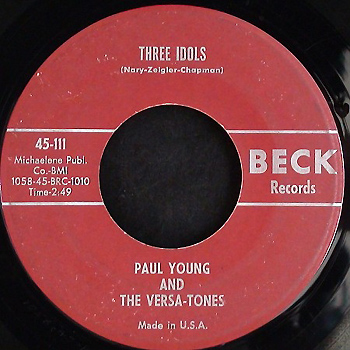 THREE IDOLS
(Nary-Zeigler-Chapman)
45-111
Michaelene Publ.
Co.-BMI
1058-45-BRC-1010
Time-2:49
BECK
Records
PAUL YOUNG
AND
THE VERSA-TONES
Made in U.S.A.